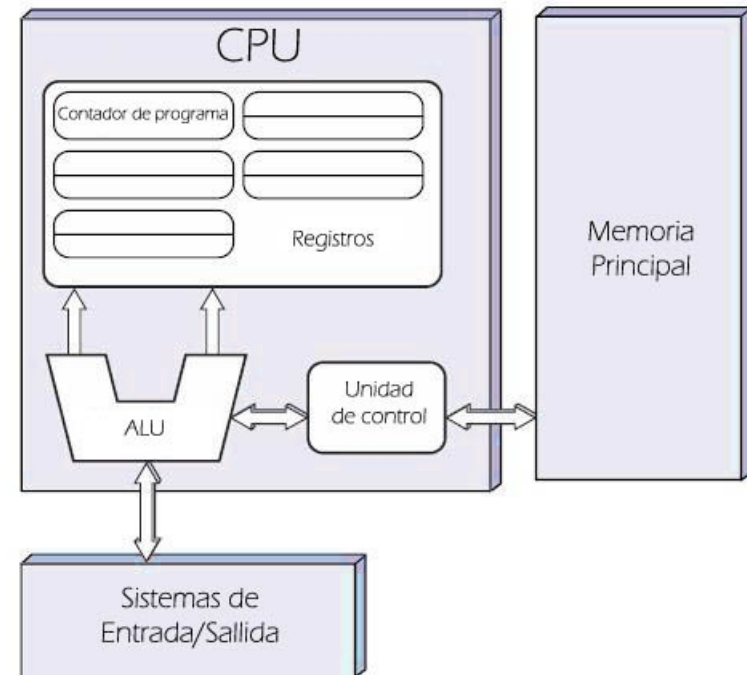 CPU
Contador de programa
Registros
Memoria
Principal
Unidad
de control
ALU
Sistemas de
Entrada/Sallida